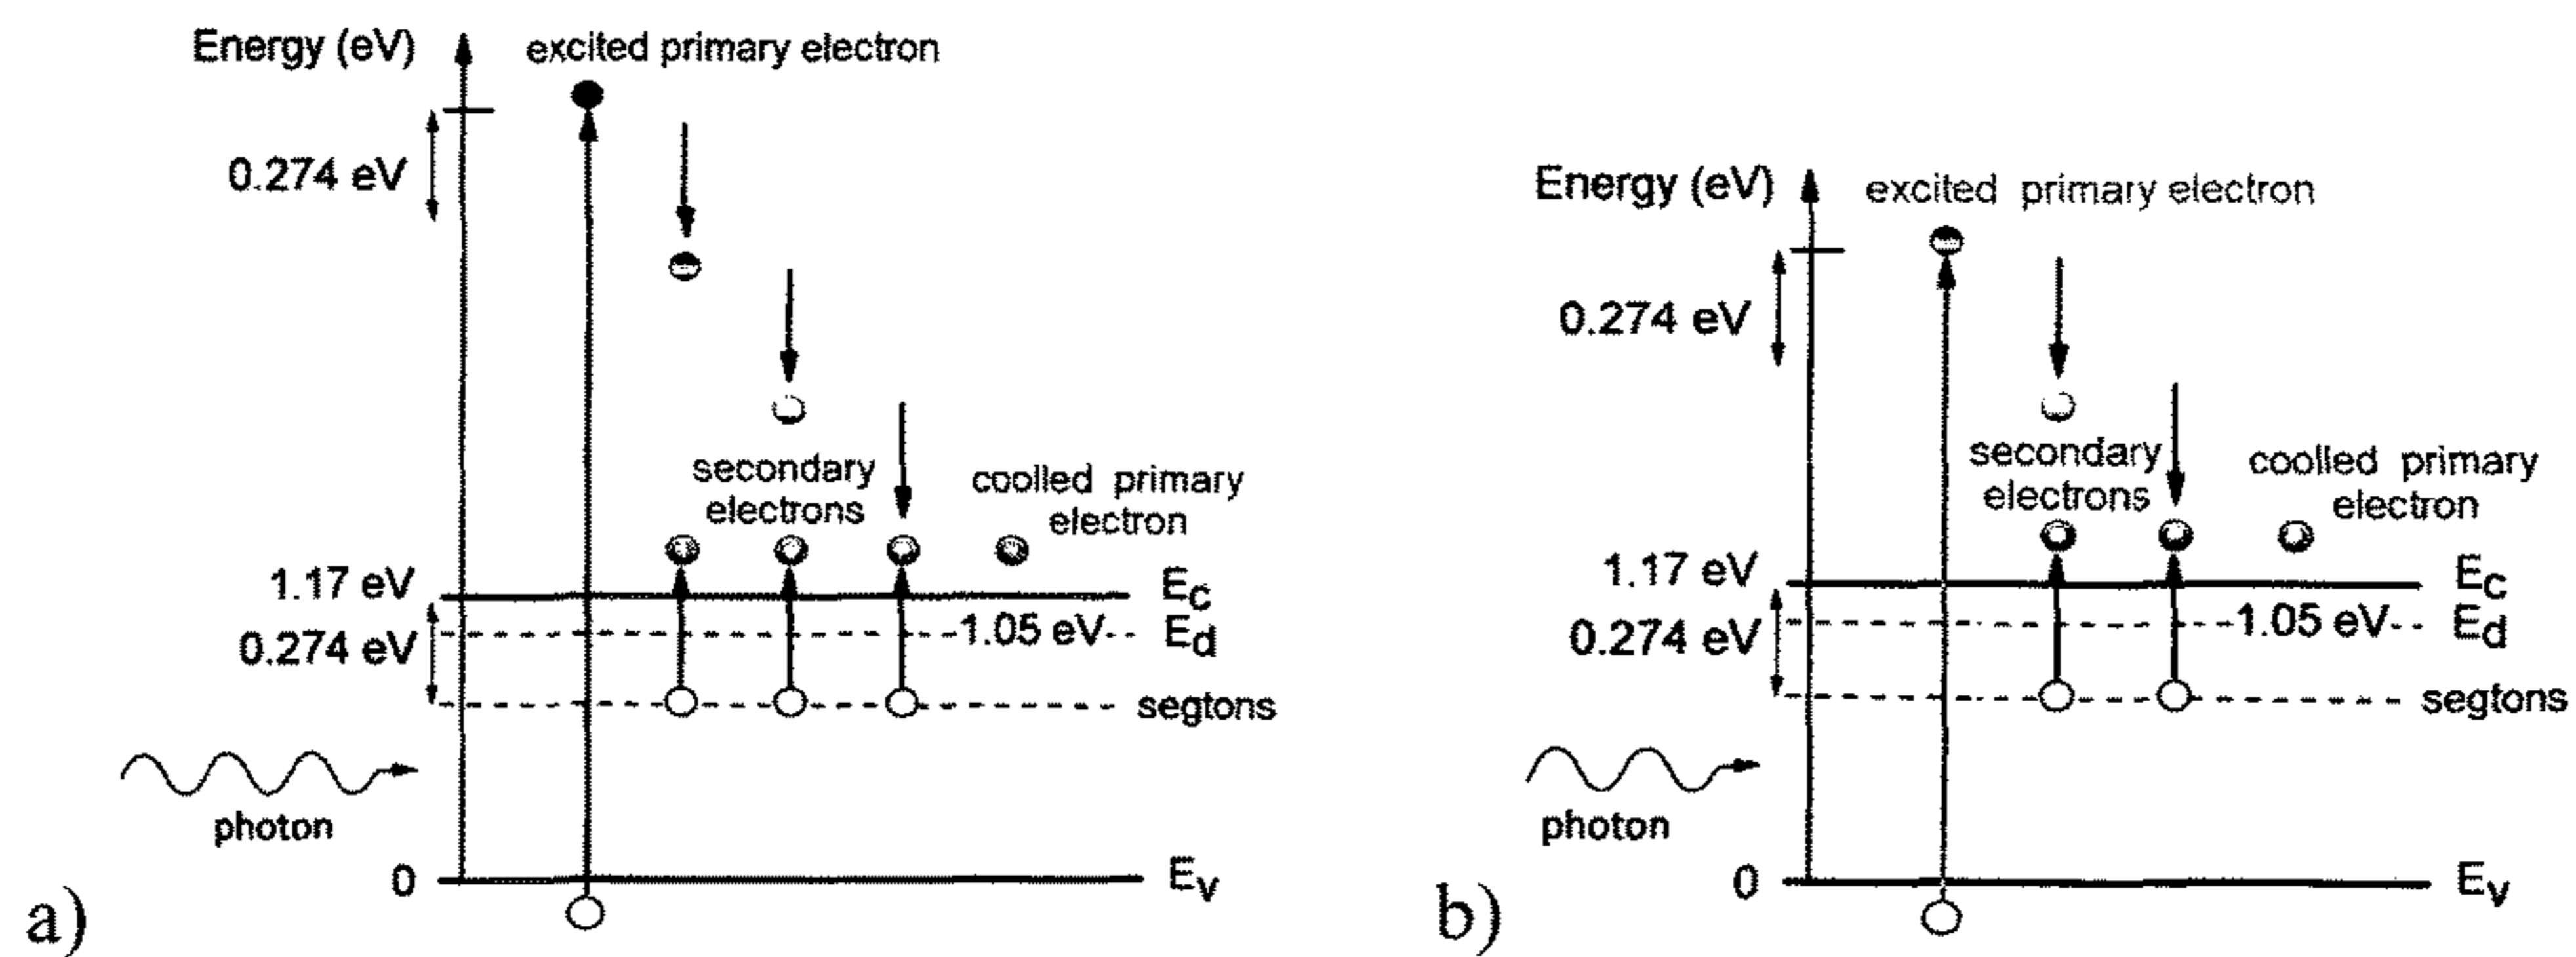 Energy (eV)
excited primary electron
0.274 eV
secondary
electrons
coolled primary
electron
1.17 eV
Ec
1.05 eV
Ed
0.274 eV
segtons
photon
0
Ev
a)
Energy (eV)
excited primary electron
0.274 eV
secondary
electrons
coolled primary
electron
1.17 eV
Ec
1.05 eV
Ed
0.274 eV
segtons
photon
0
Ev
b)